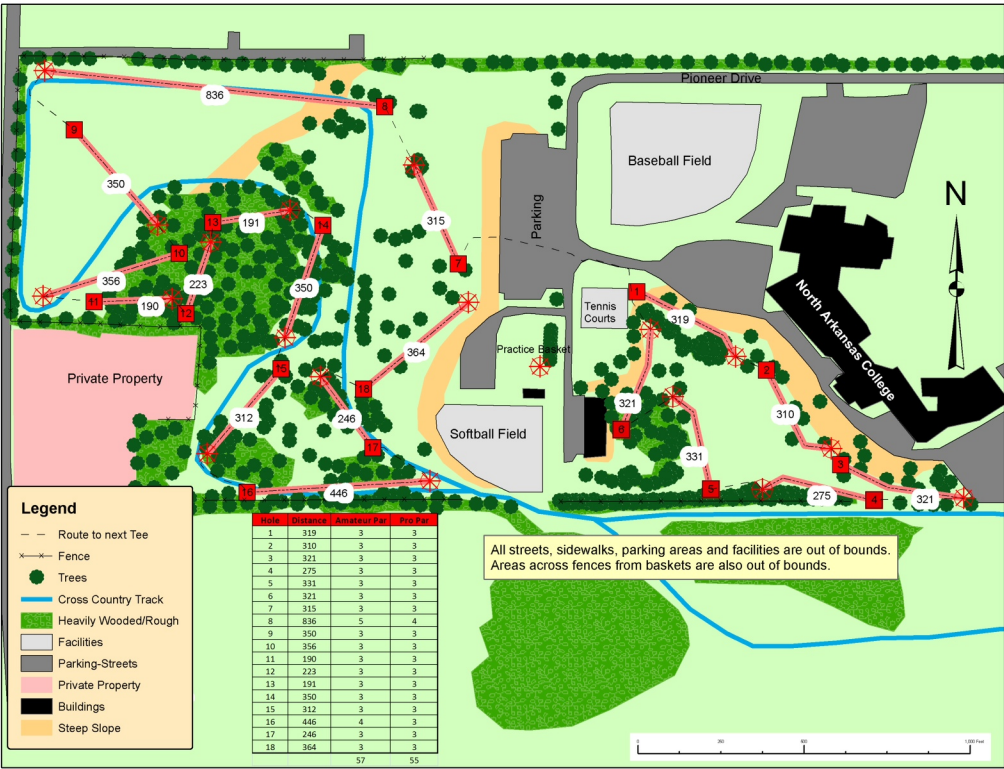 Pioneer Drive
836
8
9
Baseball Field
N
350
Parking
315
13
191
14
10
7
356
223
350
11
190
12
1
Tennis
Courts
319
North Arkansas College
364
Practice Basket
2
Private Property
15
18
312
246
321
310
6
Softball Field
17
331
3
16
446
5
275
4
321
Legend
Route to next Tee
Fence
Trees
Cross Country Track
Heavily Wooded/Rough
Facilities
Parking-Streets
Private Property
Buildings
Steep Slope
Hole Distance Amateur Par Pro Par
1 319 3 3
2 310 3 3
3 321 3 3
4 275 3 3
5 331 3 3
6 321 3 3
7 315 3 3
8 836 5 4
9 350 3 3
10 356 3 3
11 190 3 3
12 223 3 3
13 191 3 3
14 350 3 3
15 312 3 3
16 446 4 3
17 246 3 3
18 364 3 3
57 55
All streets, sidewalks, parking areas and facilities are out of bounds.
Areas across fences from baskets are also out of bounds.
0 1,000 Feet